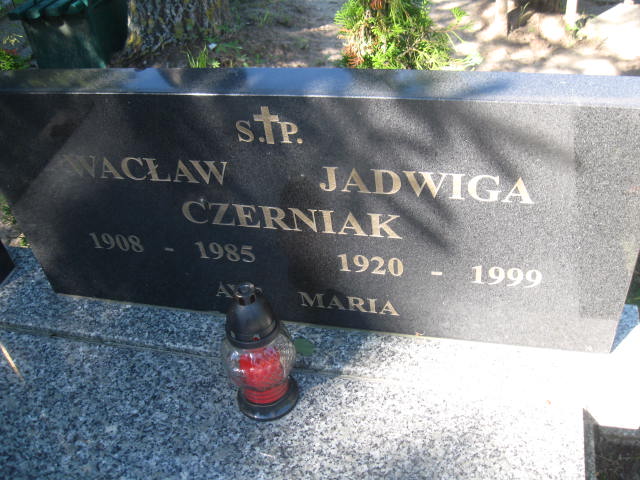 S.P.
WACŁAW JADWIGA
CZERNIAK
1908 - 1985 1920 - 1999
MARIA